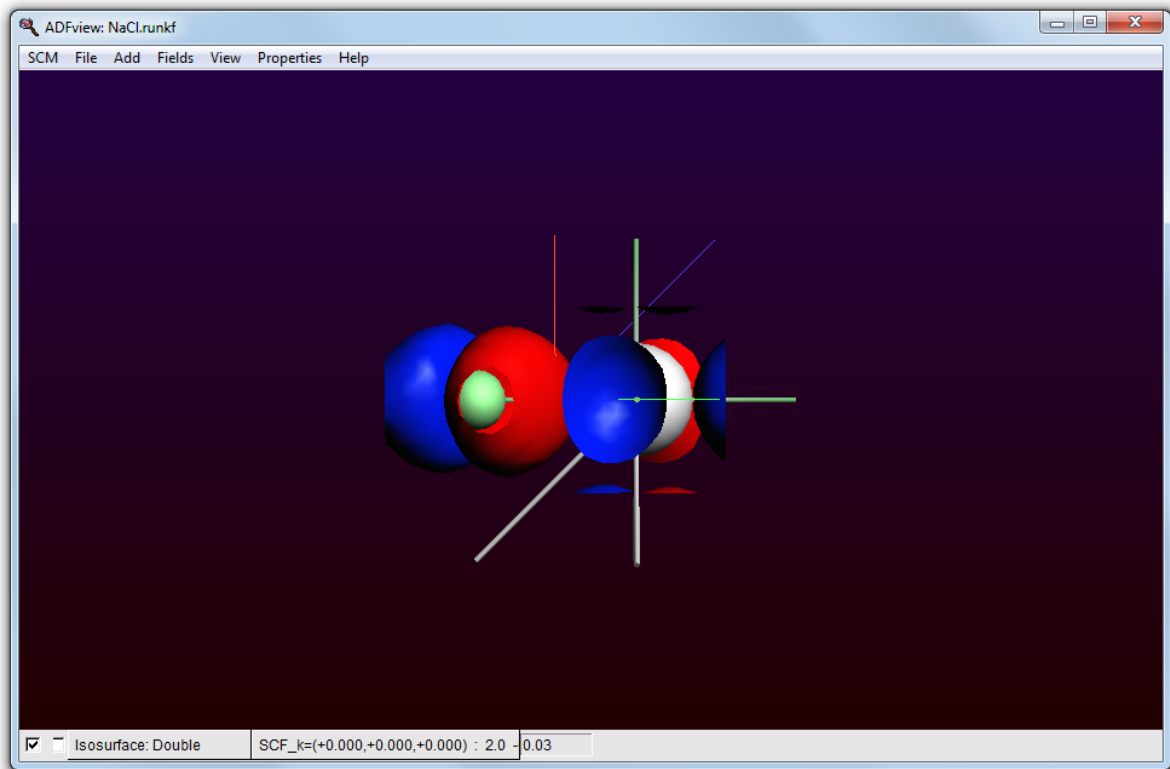 ADFview: NaCl.runkf
SCM File Add Fields View Properties Help
Isosurface: Double SCF_k=(+0.000,+0.000,+0.000) : 2.0 - 0.03